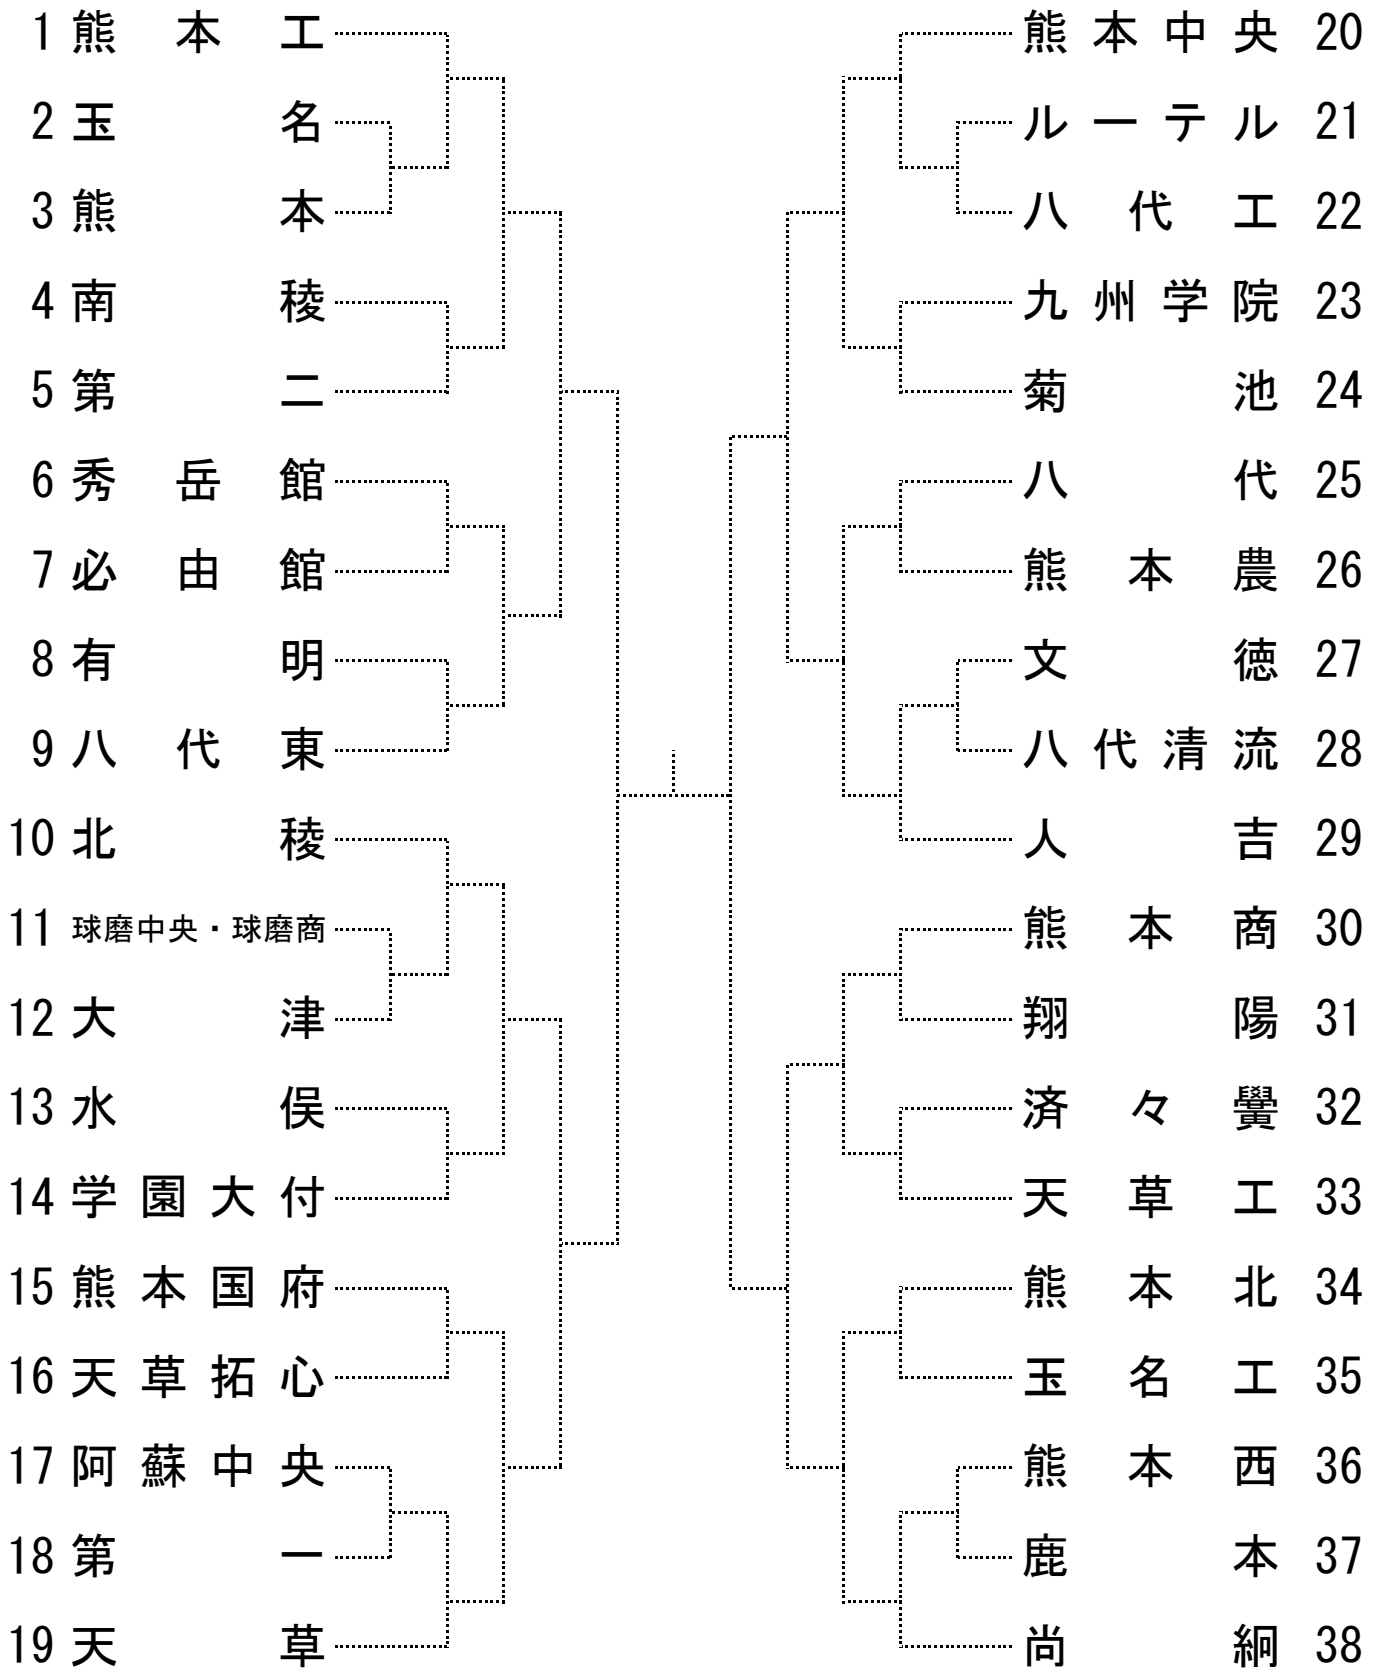 1 熊本工
2 玉名
3 熊本
4 南稜
5 第二
6 秀岳館
7 必由館
8 有明
9 八代東
10 北稜
11 球磨中央・球磨商
12 大津
13 水俣
14 学園大付
15 熊本国府
16 天草拓心
17 阿蘇中央
18 第一
19 天草
熊本中央 20
ルーテル 21
八代工 22
九州学院 23
菊池 24
八代 25
熊本農 26
文徳 27
八代清流 28
人吉 29
熊本商 30
翔陽 31
済々黌 32
天草工 33
熊本北 34
玉名工 35
熊本西 36
鹿本 37
尚絅 38